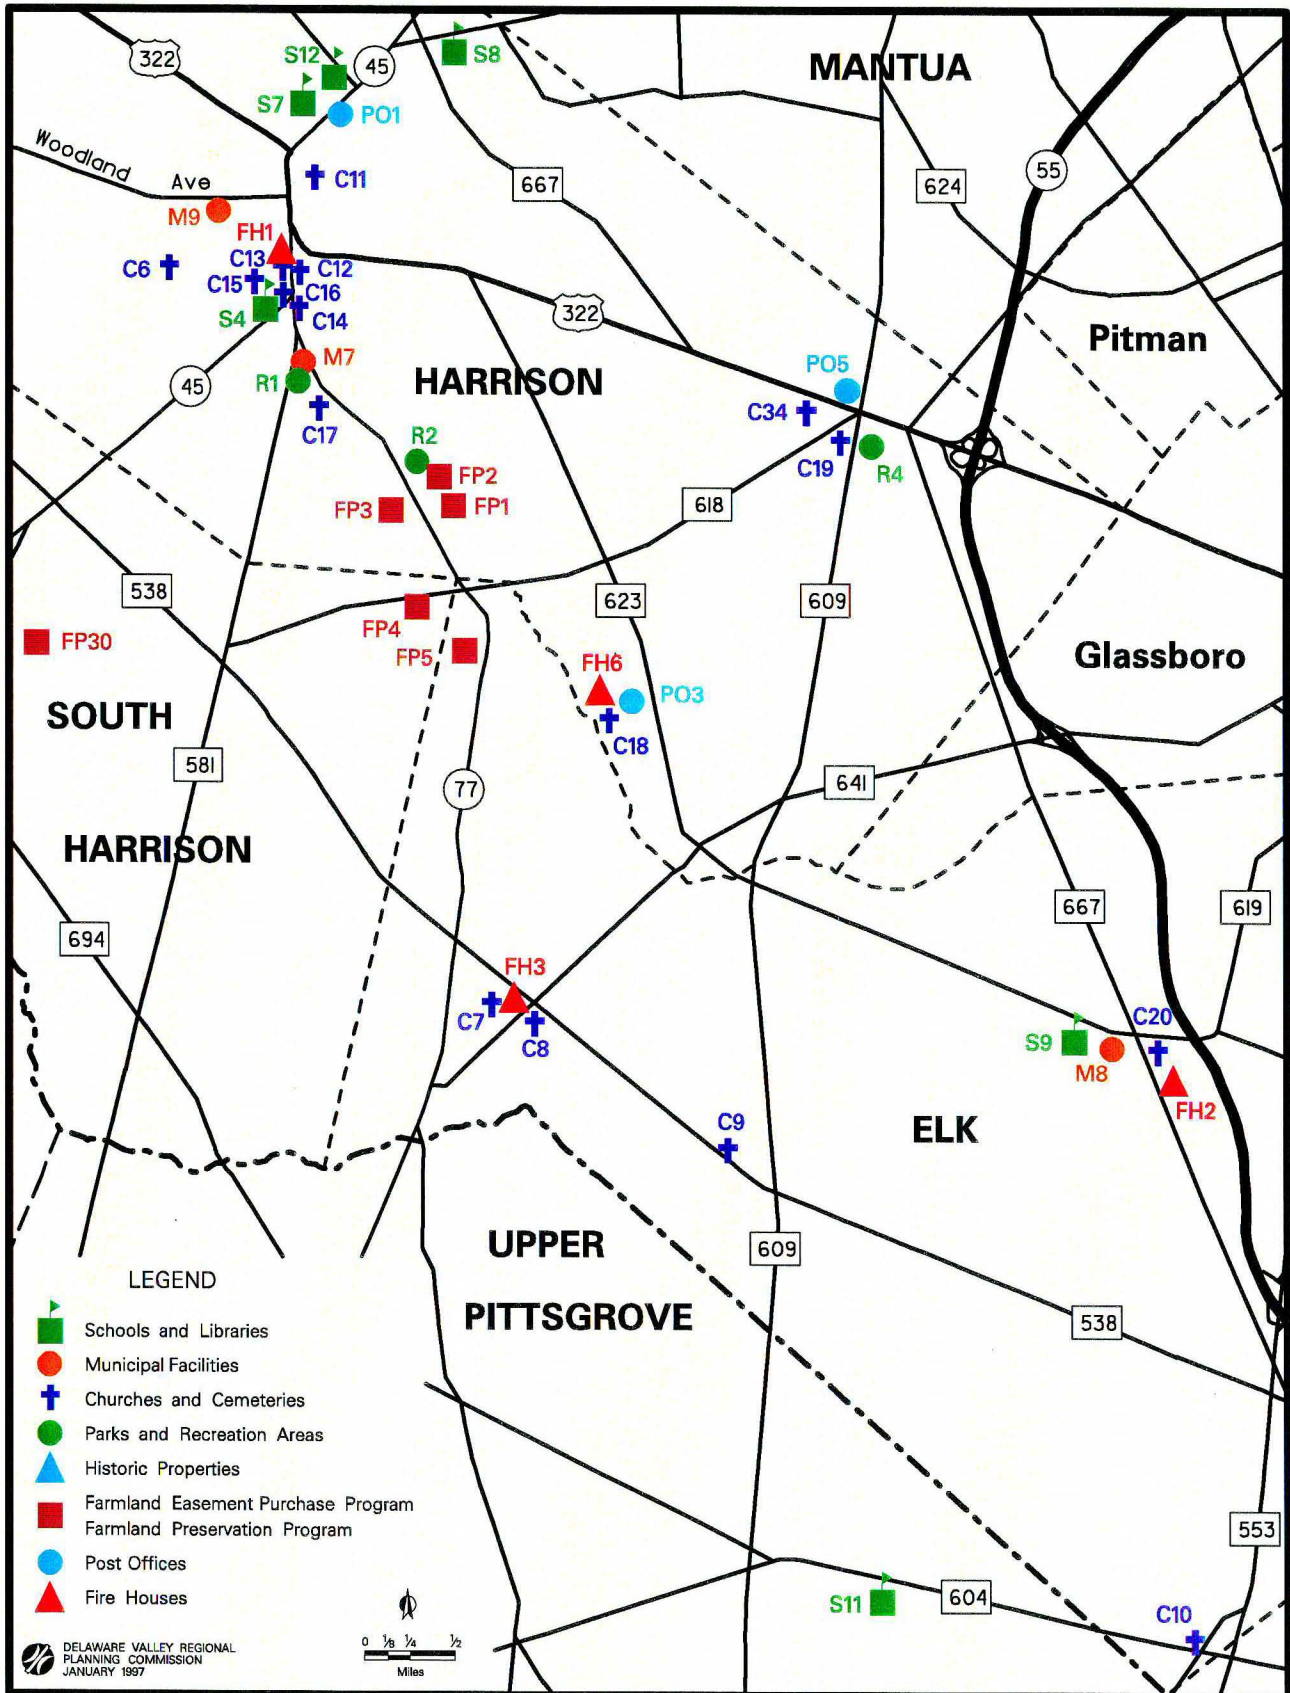 322
S12
45
S8
MANTUA
S7
PO1
Woodland Ave
C11
667
624
55
M9
FH1
C6
C13
C12
C15
C16
S4
C14
322
Pitman
M7
45
R1
HARRISON
PO5
C34
C17
R2
C19
R4
FP2
FP3
FP1
618
538
623
609
FP4
FP30
FP5
FH6
Glassboro
PO3
SOUTH
C18
581
77
641
HARRISON
667
619
694
FH3
C7
C20
C8
S9
M8
FH2
C9
ELK
UPPER
609
PITTSGROVE
538
LEGEND
Schools and Libraries
Municipal Facilities
Churches and Cemeteries
Parks and Recreation Areas
Historic Properties
Farmland Easement Purchase Program
Farmland Preservation Program
Post Offices
Fire Houses
553
S11
604
C10
DELAWARE VALLEY REGIONAL
PLANNING COMMISSION
JANUARY 1997
0 1/8 1/4 1/2
Miles